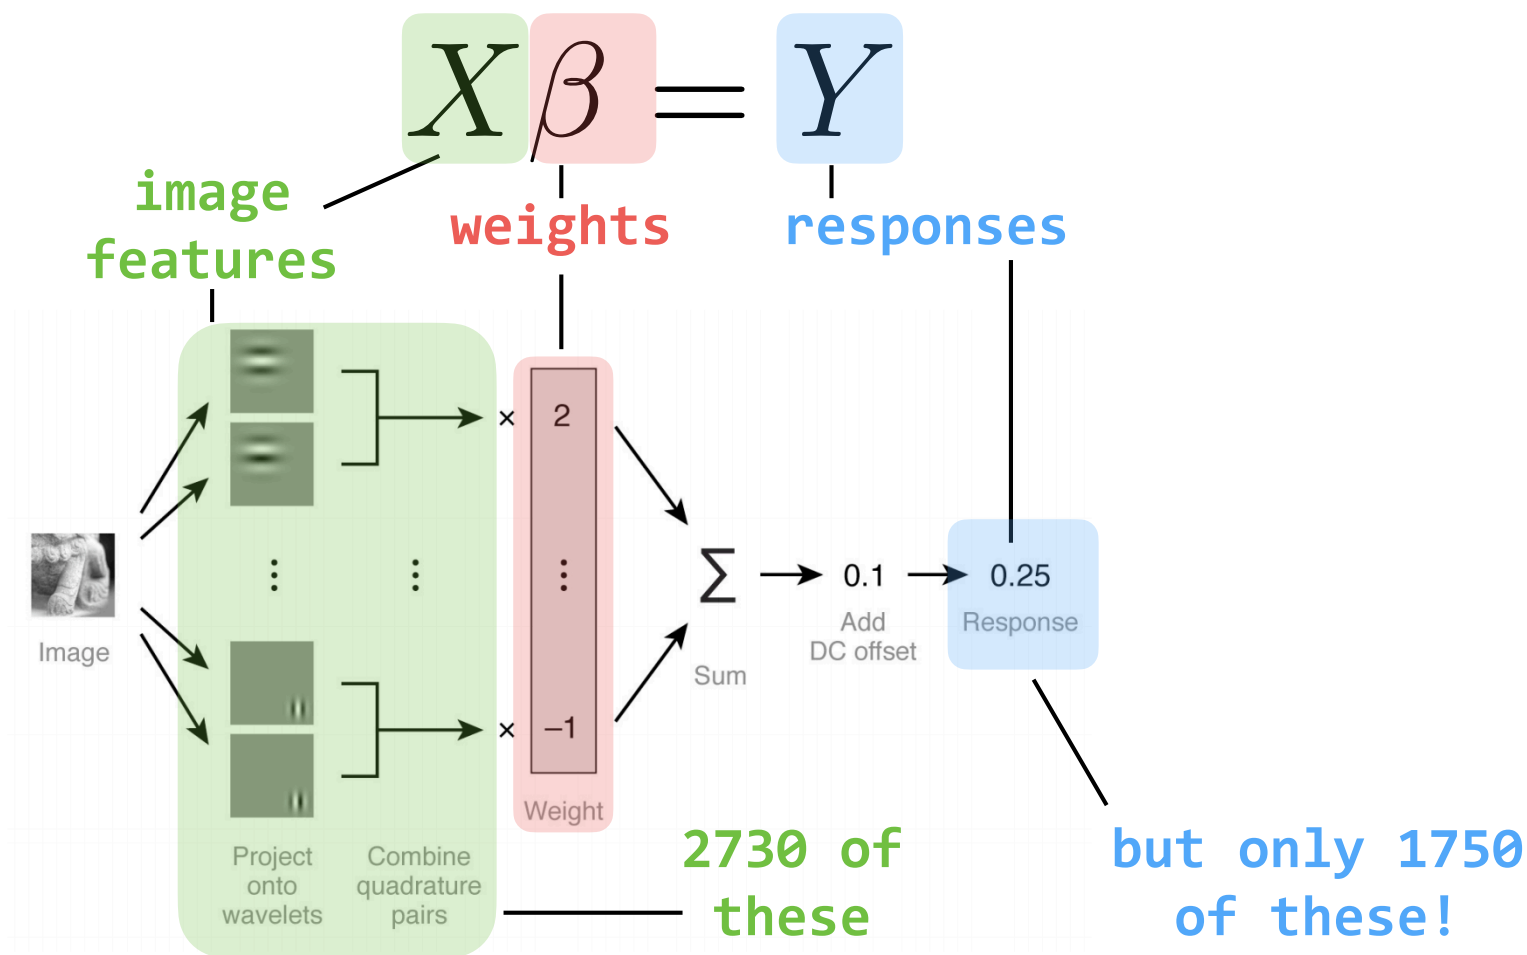 Xβ = Y
image
features
weights
responses
× 2
⋮ ⋮ ⋮
× −1
Image
Σ
Sum
0.1
Add
DC offset
0.25
Response
Weight
Project
onto
wavelets
Combine
quadrature
pairs
2730 of
these
but only 1750
of these!